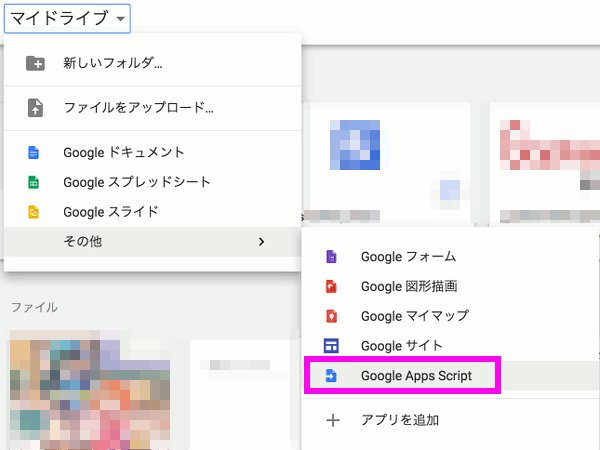 マイドライブ
新しいフォルダ...
ファイルをアップロード...
Google ドキュメント
Google スプレッドシート
Google スライド
その他
Google フォーム
Google 図形描画
Google マイマップ
Google サイト
Google Apps Script
アプリを追加
ファイル